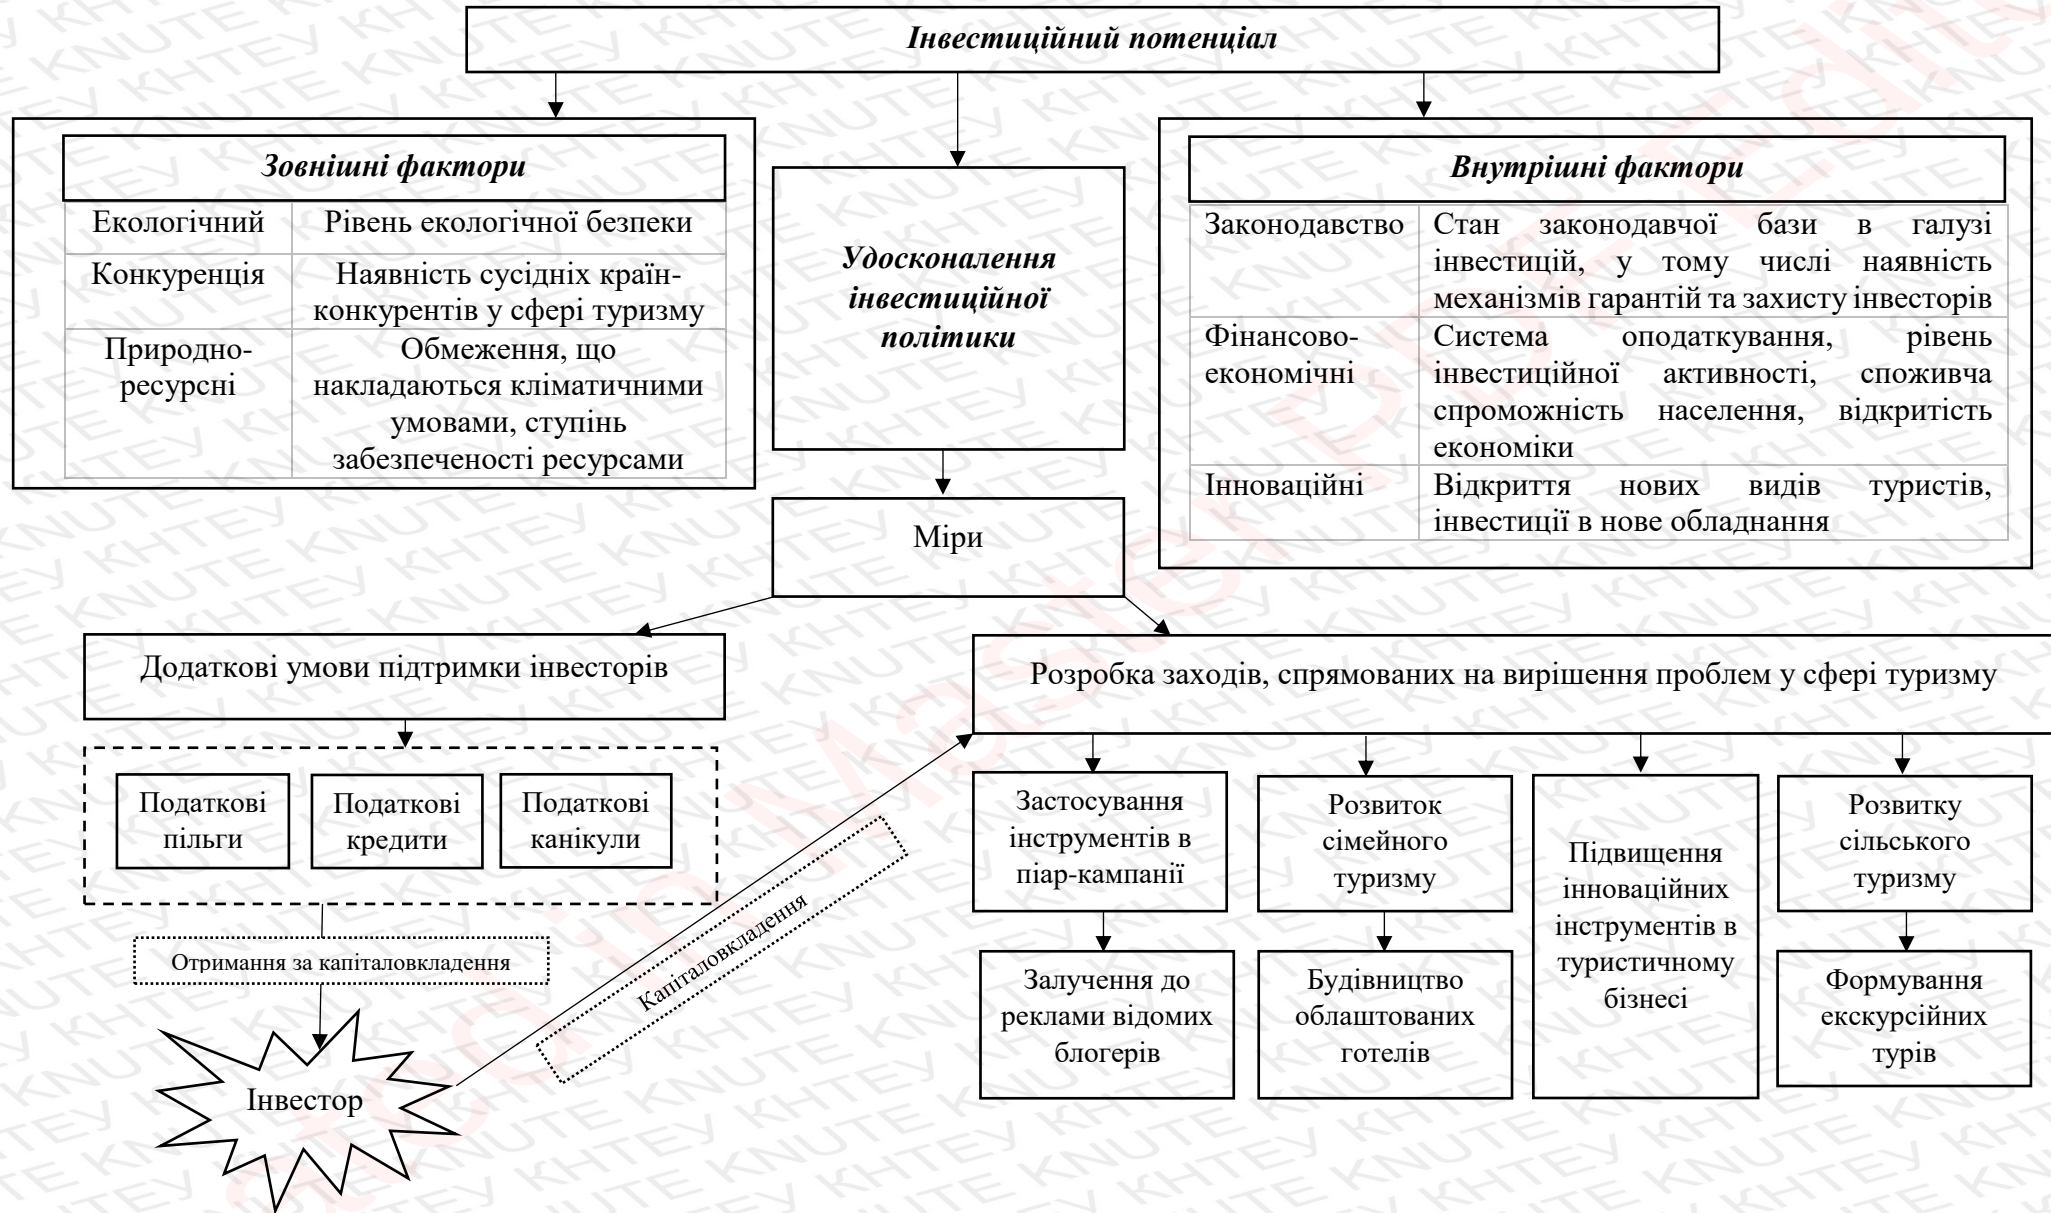 Інвестиційний потенціал
Зовнішні фактори
Екологічний
Рівень екологічної безпеки
Конкуренція
Наявність сусідніх країн-
конкурентів у сфері туризму
Природно-
ресурсні
Обмеження, що
накладаються кліматичними
умовами, ступінь
забезпеченості ресурсами
Удосконалення
інвестиційної
політики
Внутрішні фактори
Законодавство
Стан законодавчої бази в галузі
інвестицій, у тому числі наявність
механізмів гарантій та захисту інвесторів
Фінансово-
економічні
Система оподаткування, рівень
інвестиційної активності, споживча
спроможність населення, відкритість
економіки
Інноваційні
Відкриття нових видів туристів,
інвестиції в нове обладнання
Міри
Додаткові умови підтримки інвесторів
Розробка заходів, спрямованих на вирішення проблем у сфері туризму
Податкові
пільги
Податкові
кредити
Податкові
канікули
Отримання за капіталовкладення
Інвестор
Капіталовкладення
Застосування
інструментів в
піар-кампанії
Розвиток
сімейного
туризму
Підвищення
інноваційних
інструментів в
туристичному
бізнесі
Розвитку
сільського
туризму
Залучення до
реклами відомих
блогерів
Будівництво
облаштованих
готелів
Формування
екскурсійних
турів
KNUTE KHTEУ